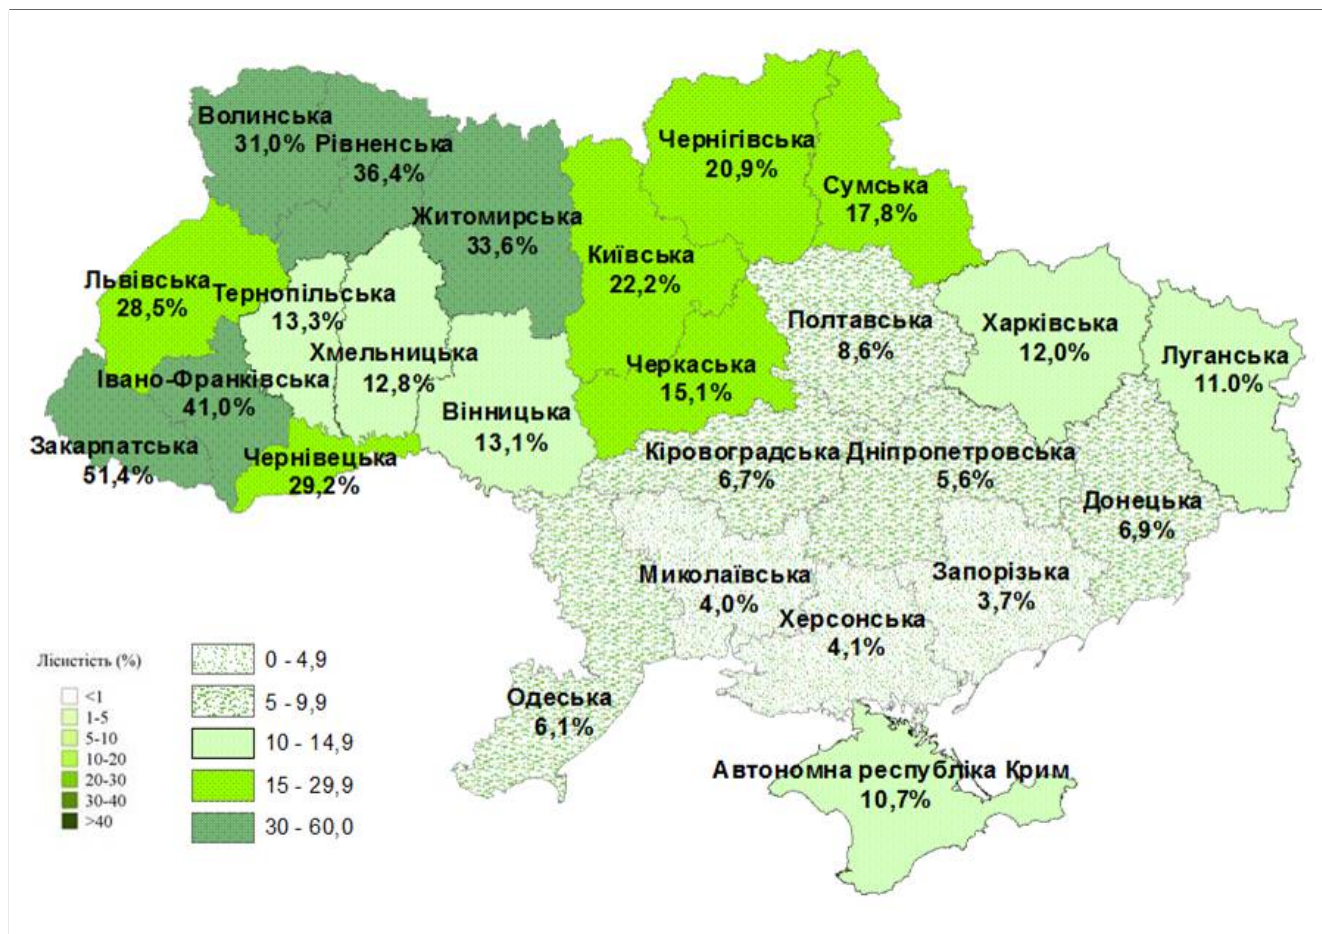 Волинська
31,0%
Рівненська
36,4%
Житомирська
33,6%
Чернігівська
20,9%
Сумська
17,8%
Київська
22,2%
Львівська
28,5%
Тернопільська
13,3%
Хмельницька
12,8%
Вінницька
13,1%
Черкаська
15,1%
Полтавська
8,6%
Харківська
12,0%
Луганська
11.0%
Івано-Франківська
41,0%
Закарпатська
51,4%
Чернівецька
29,2%
Кіровоградська
6,7%
Дніпропетровська
5,6%
Донецька
6,9%
Миколаївська
4,0%
Херсонська
4,1%
Запорізька
3,7%
Одеська
6,1%
Автономна республіка Крим
10,7%
Лісистість (%)
<1
1-5
5-10
10-20
20-30
30-40
>40
0 - 4,9
5 - 9,9
10 - 14,9
15 - 29,9
30 - 60,0